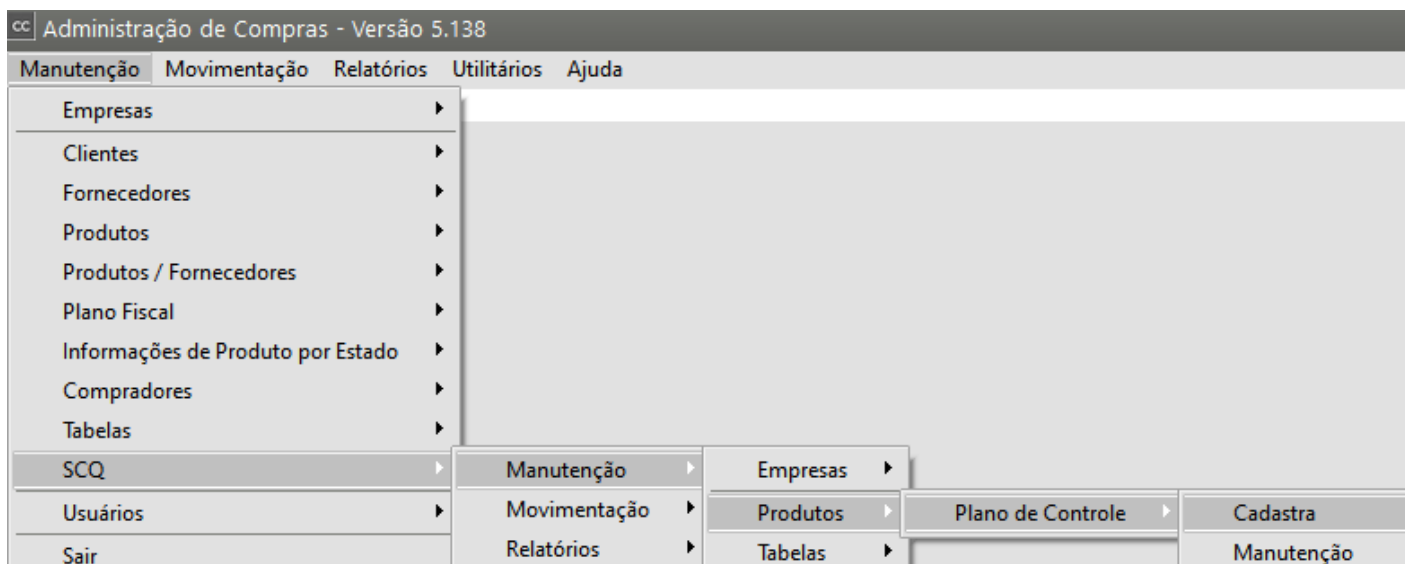 cc Administração de Compras - Versão 5.138
Manutenção Movimentação Relatórios Utilitários Ajuda
Empresas
Clientes
Fornecedores
Produtos
Produtos / Fornecedores
Plano Fiscal
Informações de Produto por Estado
Compradores
Tabelas
SCQ Manutenção Empresas
Usuários Movimentação Produtos Plano de Controle Cadastra
Sair Relatórios Tabelas Manutenção